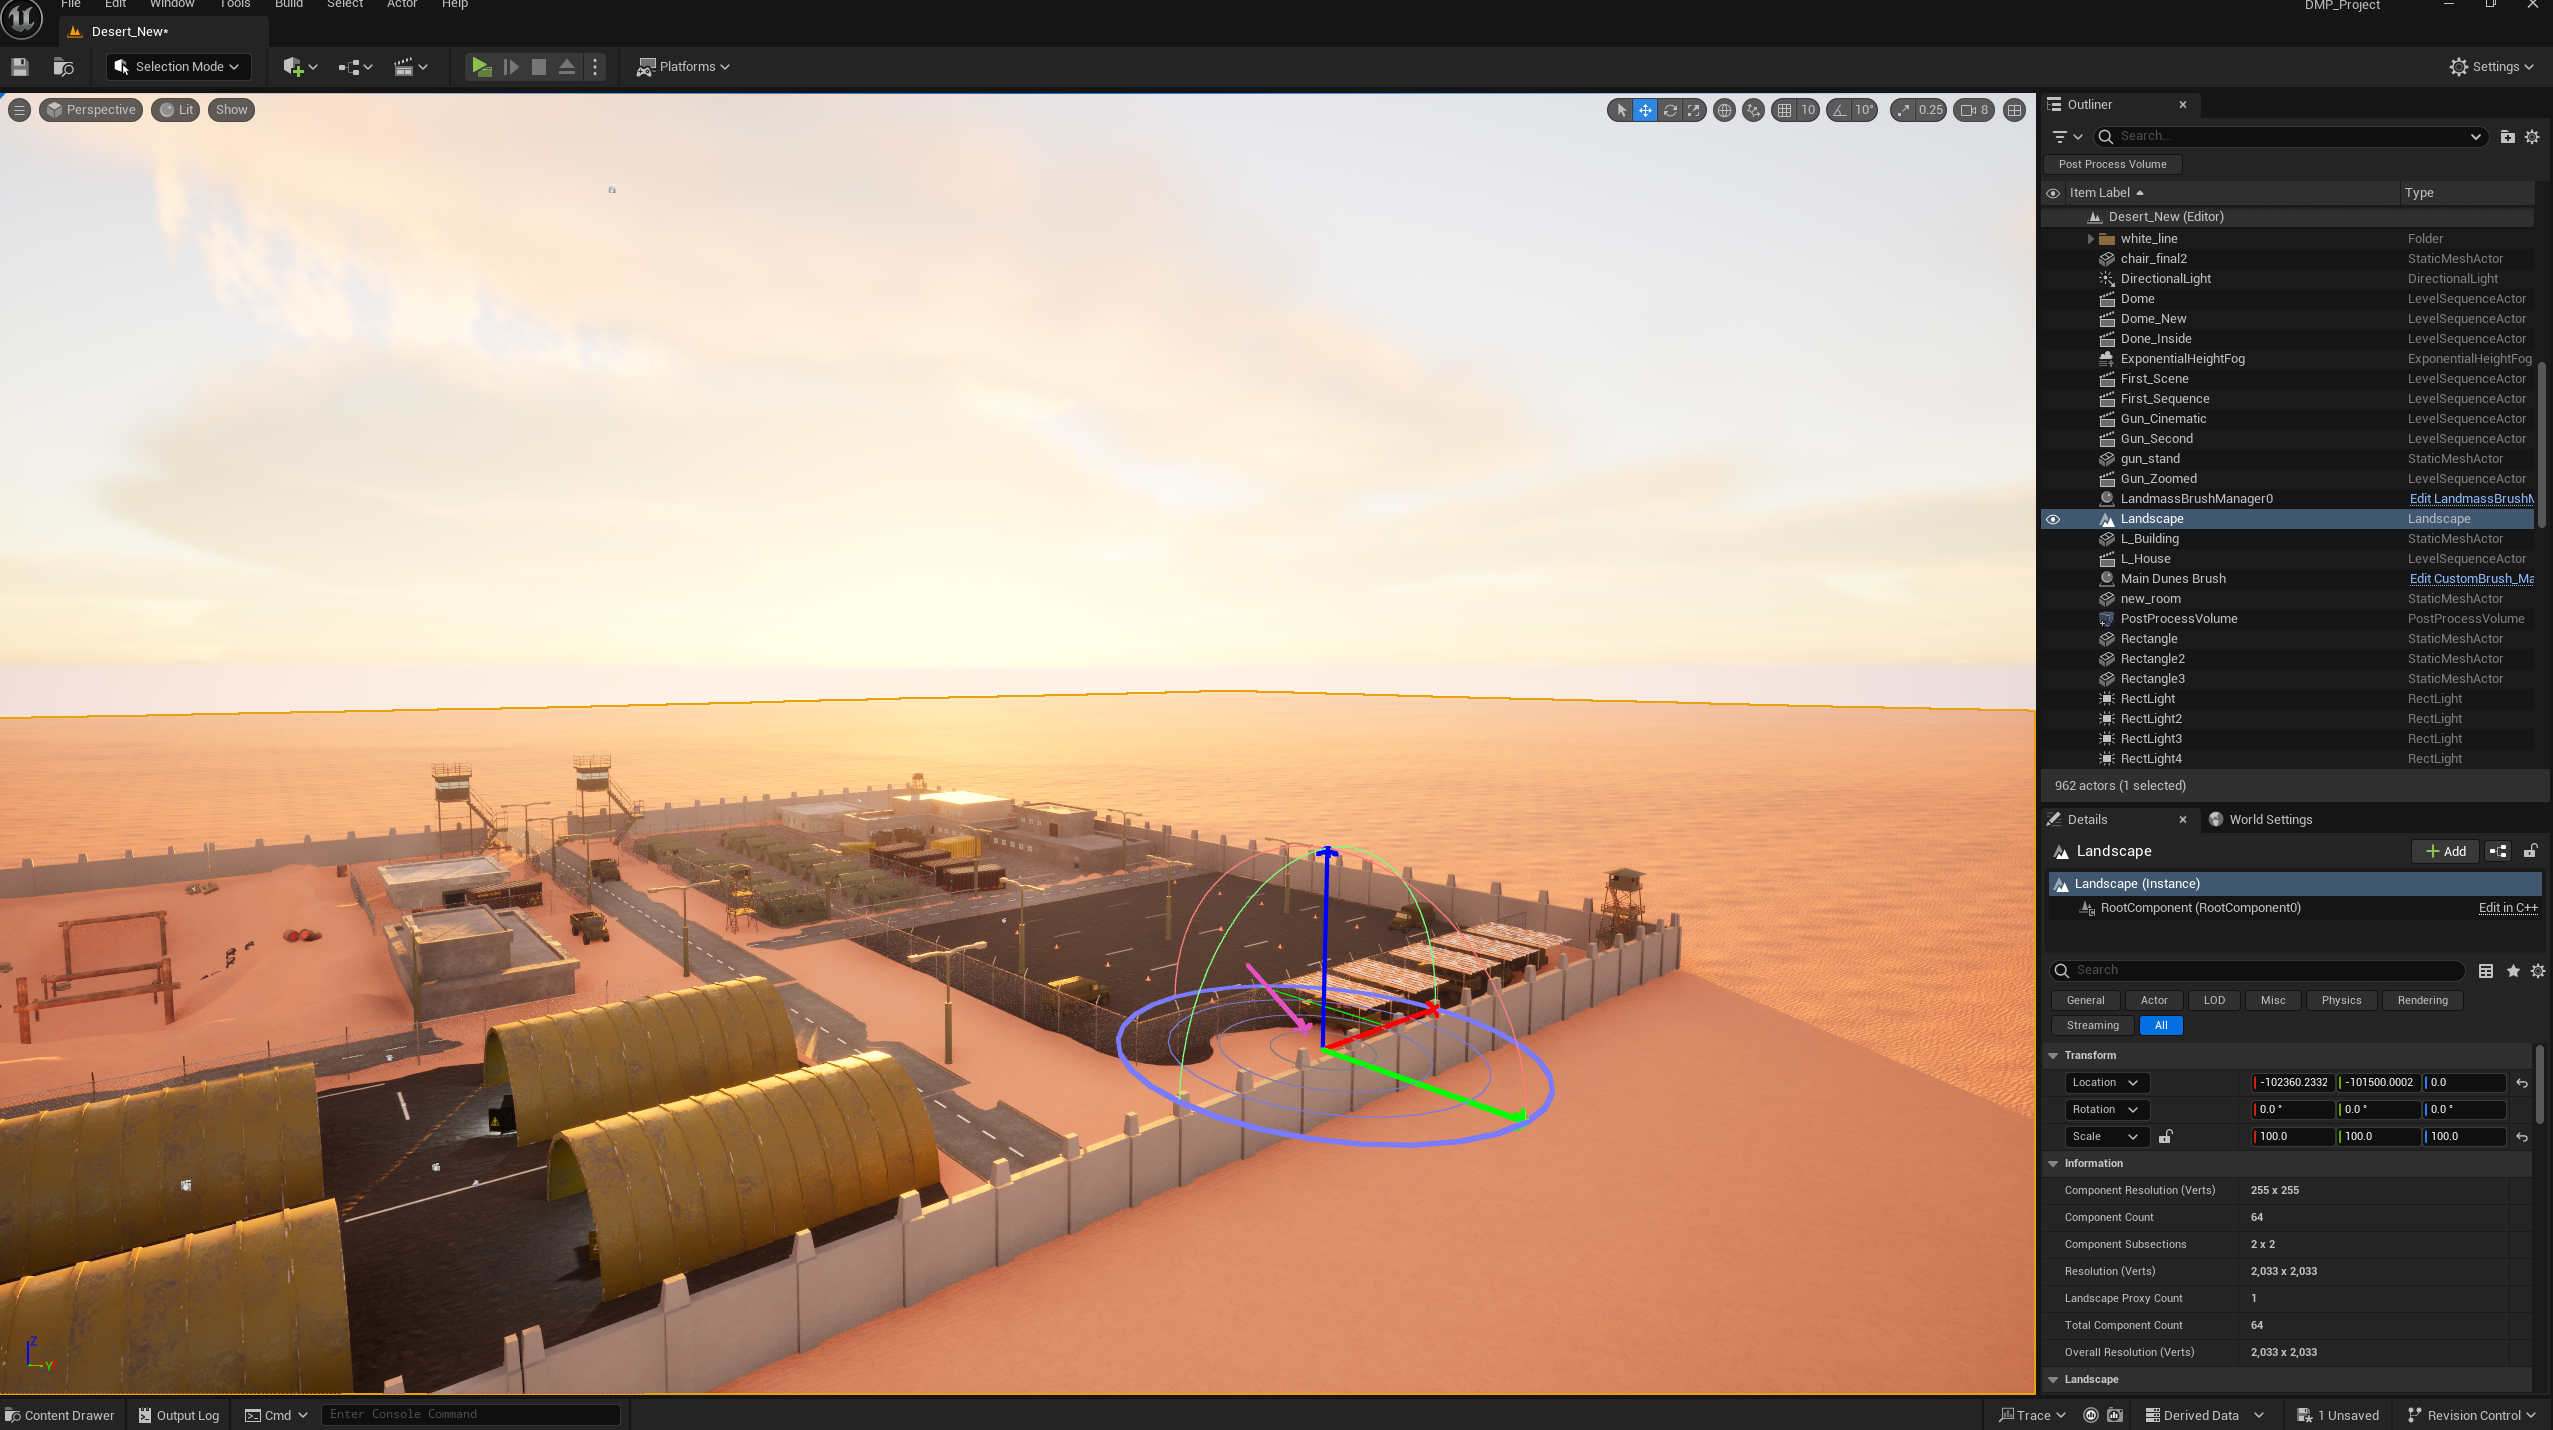 File Edit Window Tools Build Select Actor Help
DMP_Project
Desert_New*
Selection Mode
Platforms
Settings
Perspective Lit Show
10 10° 0.25 8
Outliner
Search...
Post Process Volume
Item Label Type
Desert_New (Editor)
white_line Folder
chair_final2 StaticMeshActor
DirectionalLight DirectionalLight
Dome LevelSequenceActor
Dome_New LevelSequenceActor
Done_Inside LevelSequenceActor
ExponentialHeightFog ExponentialHeightFog
First_Scene LevelSequenceActor
First_Sequence LevelSequenceActor
Gun_Cinematic LevelSequenceActor
Gun_Second LevelSequenceActor
gun_stand StaticMeshActor
Gun_Zoomed LevelSequenceActor
LandmassBrushManager0 Edit LandmassBrushM
Landscape Landscape
L_Building StaticMeshActor
L_House LevelSequenceActor
Main Dunes Brush Edit CustomBrush_Ma
new_room StaticMeshActor
PostProcessVolume PostProcessVolume
Rectangle StaticMeshActor
Rectangle2 StaticMeshActor
Rectangle3 StaticMeshActor
RectLight RectLight
RectLight2 RectLight
RectLight3 RectLight
RectLight4 RectLight
962 actors (1 selected)
Details World Settings
Landscape Add
Landscape (Instance)
RootComponent (RootComponent0) Edit in C++
Search
General Actor LOD Misc Physics Rendering
Streaming All
Transform
Location -102360.2332 -101500.0002 0.0
Rotation 0.0 ° 0.0 ° 0.0 °
Scale 100.0 100.0 100.0
Information
Component Resolution (Verts) 255 x 255
Component Count 64
Component Subsections 2 x 2
Resolution (Verts) 2,033 x 2,033
Landscape Proxy Count 1
Total Component Count 64
Overall Resolution (Verts) 2,033 x 2,033
Landscape
Z
Y
Content Drawer Output Log Cmd Enter Console Command
Trace Derived Data 1 Unsaved Revision Control